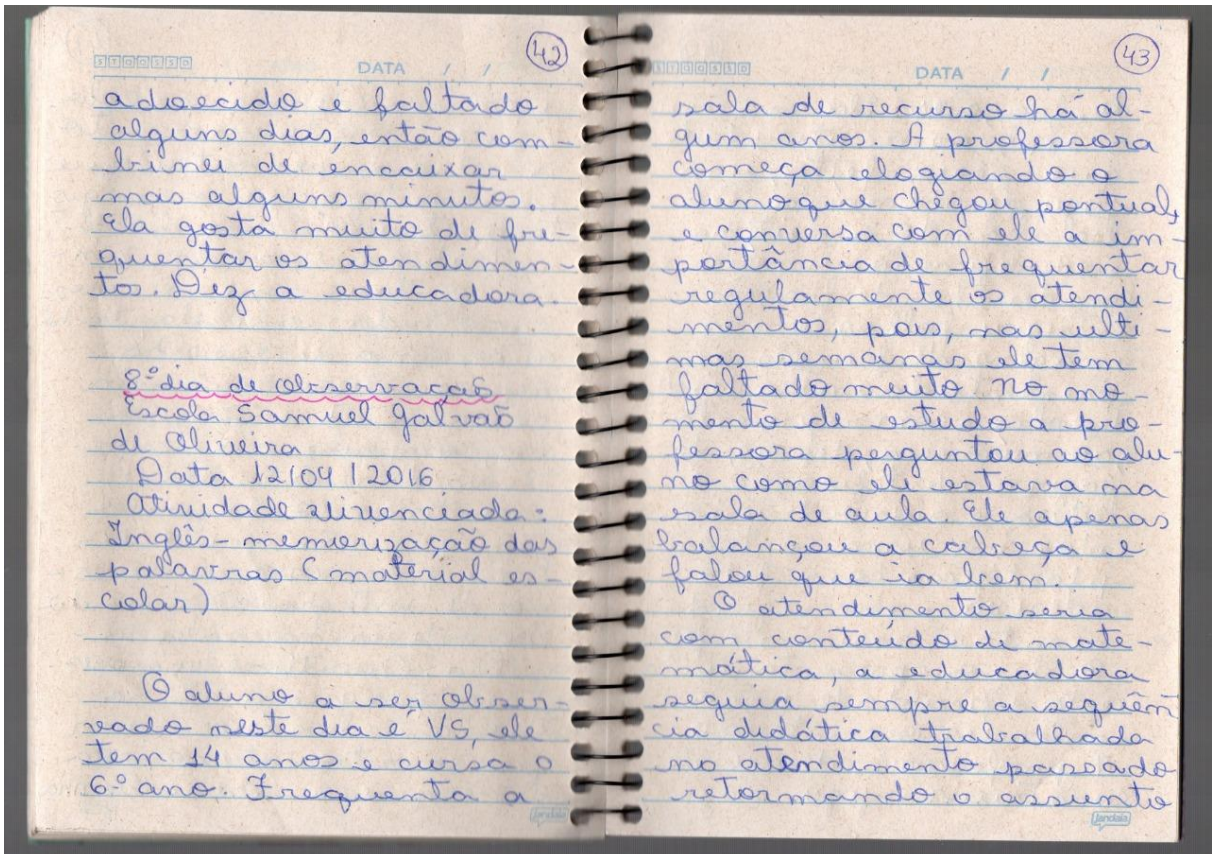 42
S T Q Q S S D
DATA / /
adoecido e faltado
alguns dias, então com-
binei de encaixar
mas alguns minutos.
Ela gosta muito de fre-
quentar os atendimen-
tos. Dez a educadora.
8º dia de observação
Escola Samuel Galvão
de Oliveira
Data 12/04/2016
Atividade vivenciada:
Inglês - memorização das
palavras (material es-
colar)
O aluno a ser obser-
vado neste dia é VS, ele
tem 14 anos e cursa o
6º ano. Frequenta a
jandaia
43
S T Q Q S S D
DATA / /
sala de recurso há al-
gum anos. A professora
começa elogiando o
aluno que chegou pontual,
e conversa com ele a im-
portância de frequentar
regulamente os atendi-
mentos, pois, nas ulti-
mas semanas ele tem
faltado muito. No mo-
mento de estudo a pro-
fessora perguntou ao alu-
no como ele estava na
sala de aula. Ele apenas
balançou a cabeça e
falou que ia bem.
O atendimento seria
com conteúdo de mate-
mática, a educadora
seguia sempre a sequên
cia didática trabalhada
no atendimento passado
retormando o assunto
jandaia